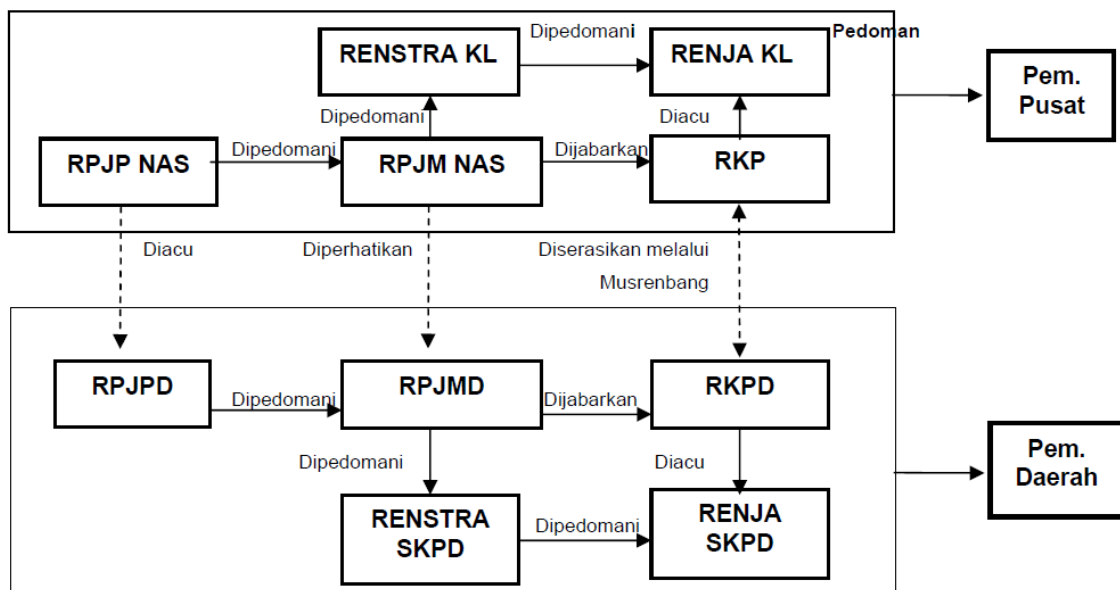 Dipedomani
Pedoman
RENSTRA KL
RENJA KL
Pem.
Pusat
Dipedomani
Diacu
RPJP NAS
Dipedomani
RPJM NAS
Dijabarkan
RKP
Diacu
Diperhatikan
Diserasikan melalui
Musrenbang
RPJPD
Dipedomani
RPJMD
Dijabarkan
RKPD
Pem.
Daerah
Dipedomani
Diacu
RENSTRA
SKPD
Dipedomani
RENJA
SKPD